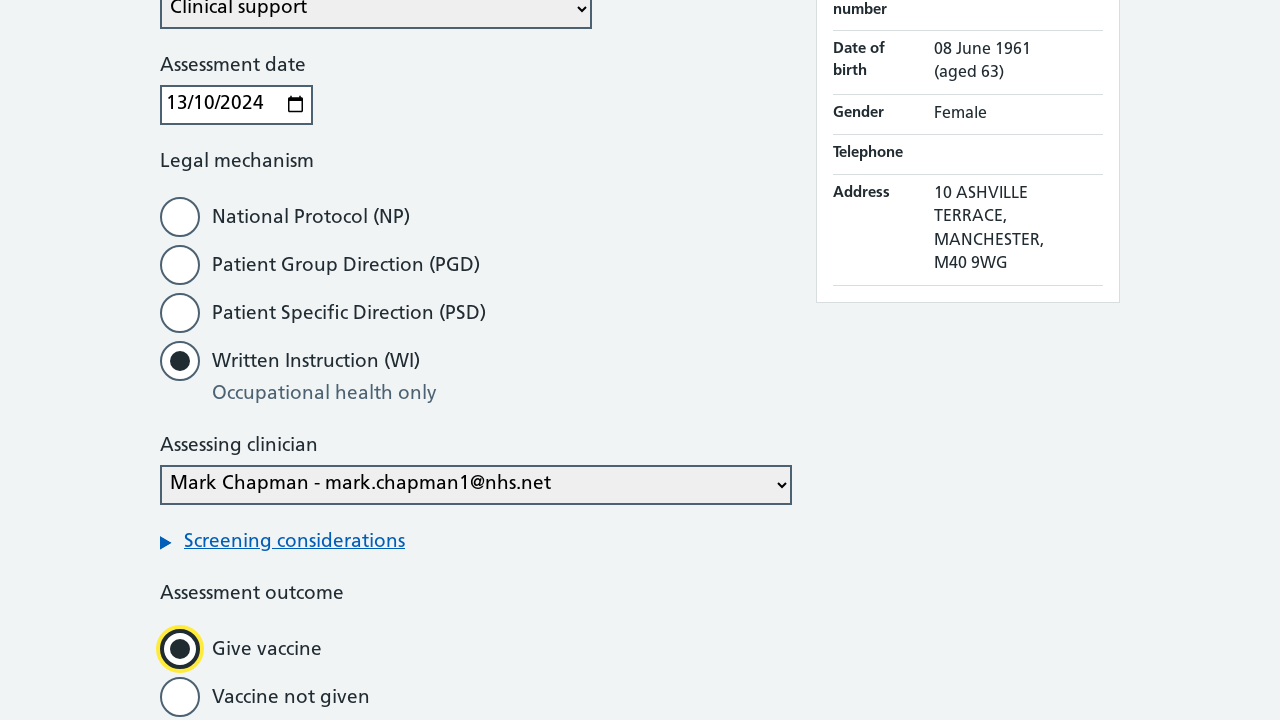 Clinical support
Assessment date
13/10/2024
Legal mechanism
National Protocol (NP)
Patient Group Direction (PGD)
Patient Specific Direction (PSD)
Written Instruction (WI)
Occupational health only
Assessing clinician
Mark Chapman - mark.chapman1@nhs.net
Screening considerations
Assessment outcome
Give vaccine
Vaccine not given
number
Date of birth
08 June 1961
(aged 63)
Gender
Female
Telephone
Address
10 ASHVILLE
TERRACE,
MANCHESTER,
M40 9WG